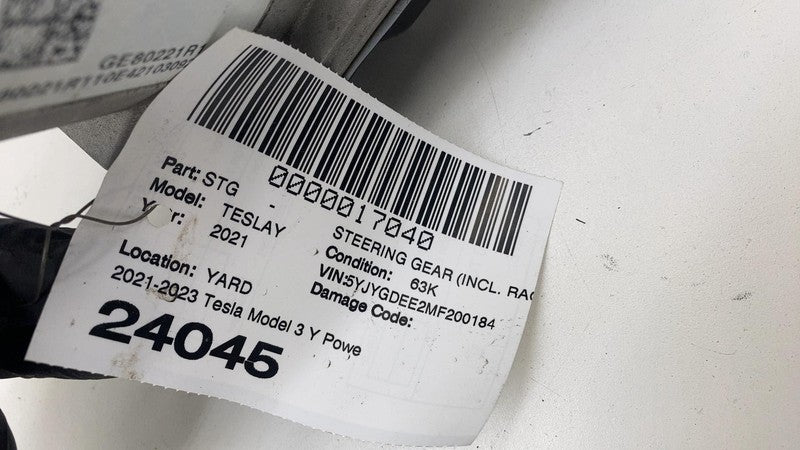 GE80221R1
80221R110E42103092
0000017040
Part: STG - STEERING GEAR (INCL. RAC
Model: TESLAY Condition: 63K
2021 VIN:5YJYGDEE2MF200184
Location: YARD Damage Code:
2021-2023 Tesla Model 3 Y Powe
24045